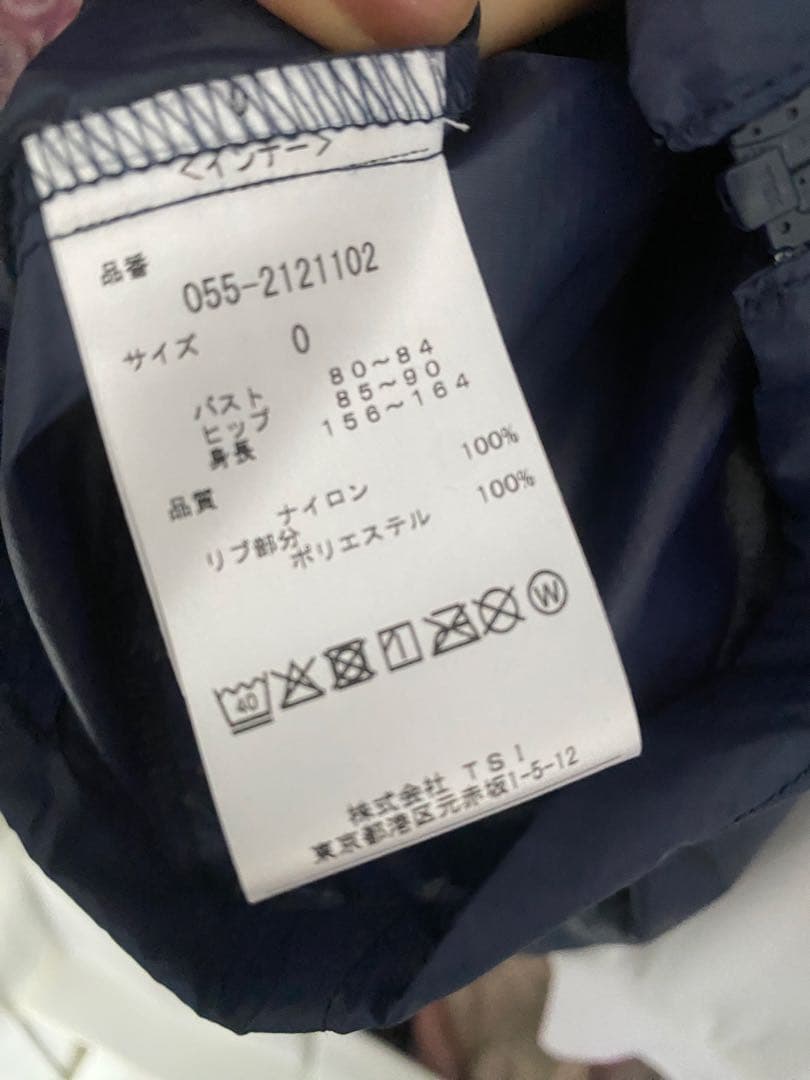 <インナー>
品番
055-2121102
サイズ 0
バスト 80~84
ヒップ 85~90
身長 156~164
品質
ナイロン 100%
リブ部分
ポリエステル 100%
40 W
株式会社 TSI
東京都港区元赤坂1-5-12